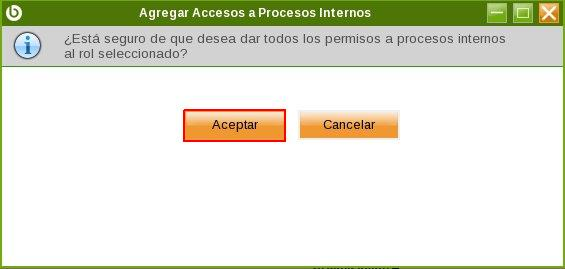 Agregar Accesos a Procesos Internos
¿Está seguro de que desea dar todos los permisos a procesos internos
al rol seleccionado?
Aceptar
Cancelar